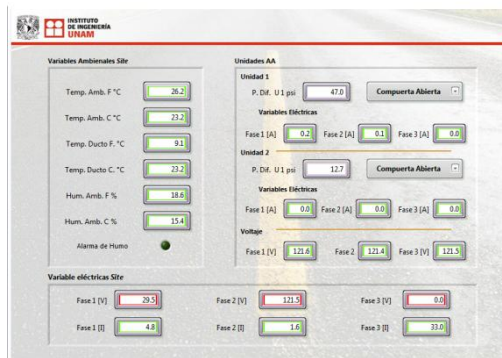 INSTITUTO
DE INGENIERÍA
UNAM
Variables Ambienales Site
Temp. Amb. F °C 26.2
Temp. Amb. C °C 23.2
Temp. Ducto F. °C 9.1
Temp. Ducto C. °C 23.2
Hum. Amb. F % 18.6
Hum. Amb. C % 15.4
Alarma de Humo
Unidades AA
Unidad 1
P. Dif. U 1 psi 47.0 Compuerta Abierta
Variables Eléctricas
Fase 1 [A] 0.2 Fase 2 [A] 0.1 Fase 3 [A] 0.0
Unidad 2
P. Dif. U 1 psi 12.7 Compuerta Abierta
Variables Eléctricas
Fase 1 [A] 0.0 Fase 2 [A] 0.0 Fase 3 [A] 0.0
Voltaje
Fase 1 [V] 121.6 Fase 2 121.4 Fase 3 [V] 121.5
Variable eléctricas Site
Fase 1 [V] 29.5 Fase 2 [V] 121.5 Fase 3 [V] 0.0
Fase 1 [I] 4.8 Fase 2 [I] 1.6 Fase 3 [I] 33.0